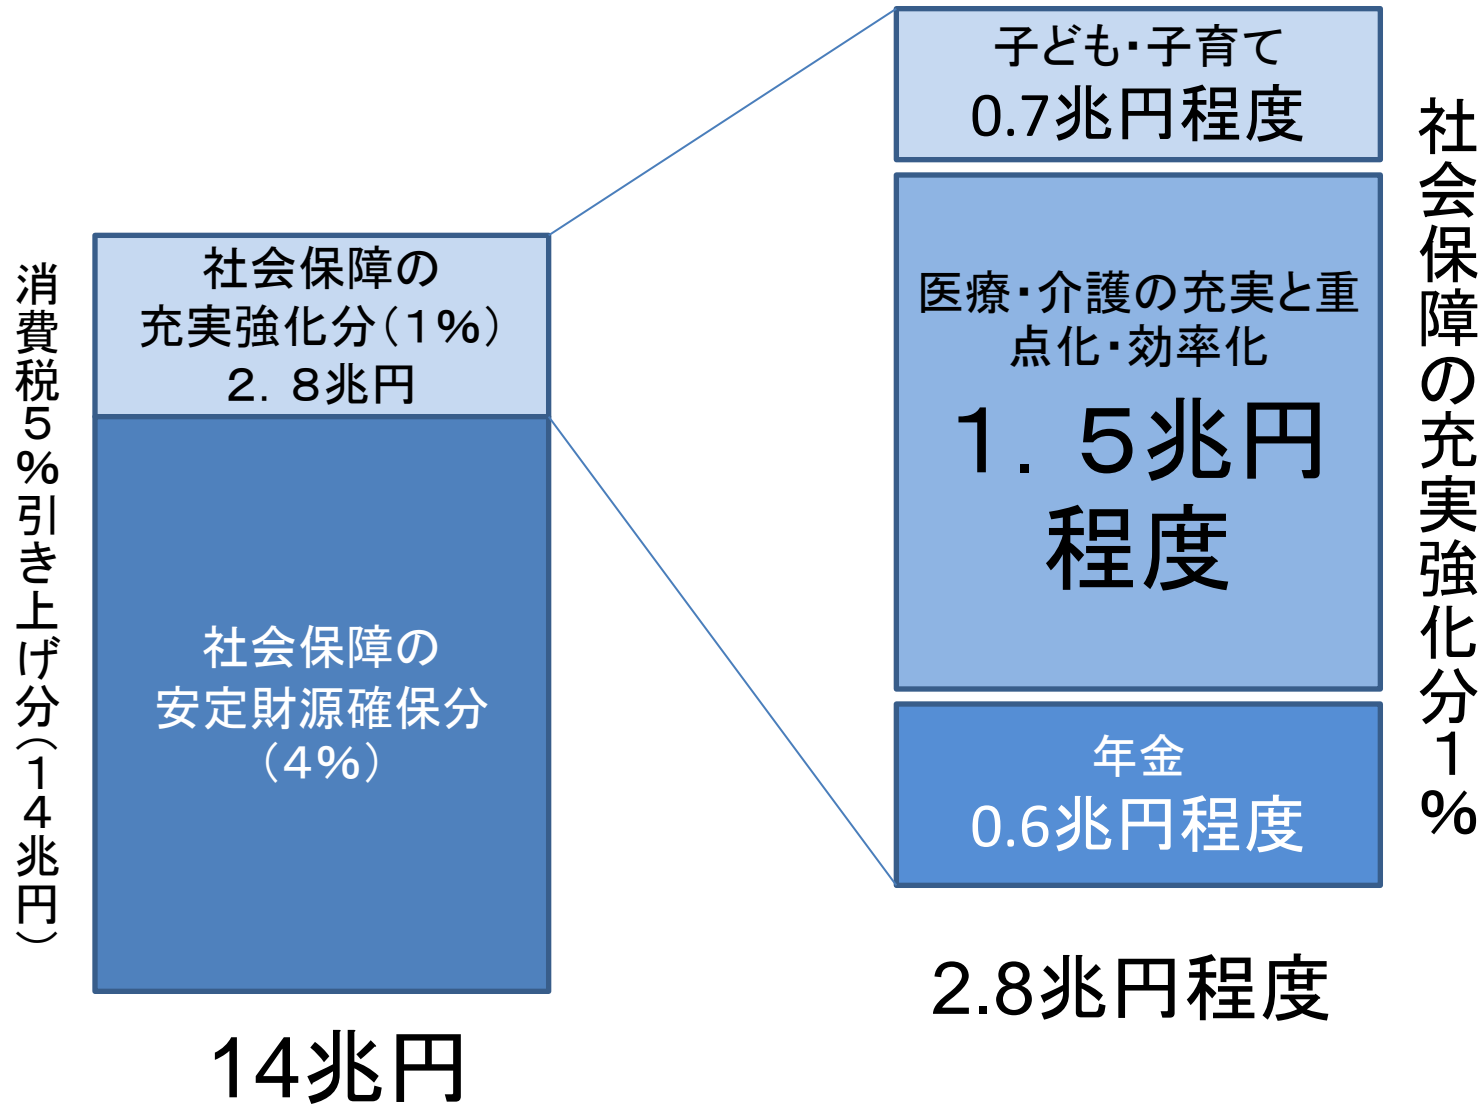 消費税５％引き上げ分（１４兆円）
社会保障の
充実強化分（１％）
２．８兆円
社会保障の
安定財源確保分
（４％）
14兆円
子ども・子育て
0.7兆円程度
医療・介護の充実と重
点化・効率化
１．５兆円
程度
年金
0.6兆円程度
2.8兆円程度
社会保障の充実強化分１％